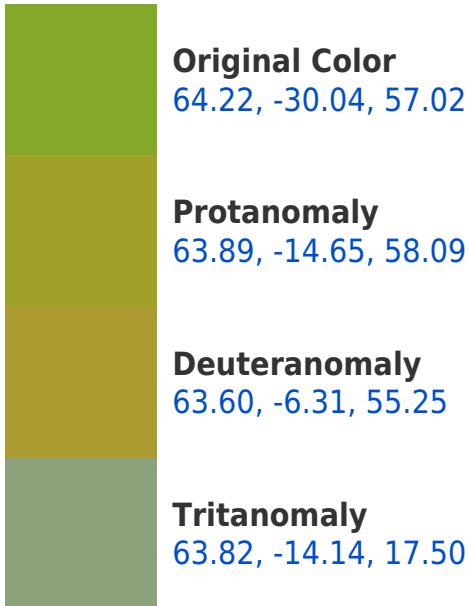 Original Color
64.22, -30.04, 57.02
Protanomaly
63.89, -14.65, 58.09
Deuteranomaly
63.60, -6.31, 55.25
Tritanomaly
63.82, -14.14, 17.50